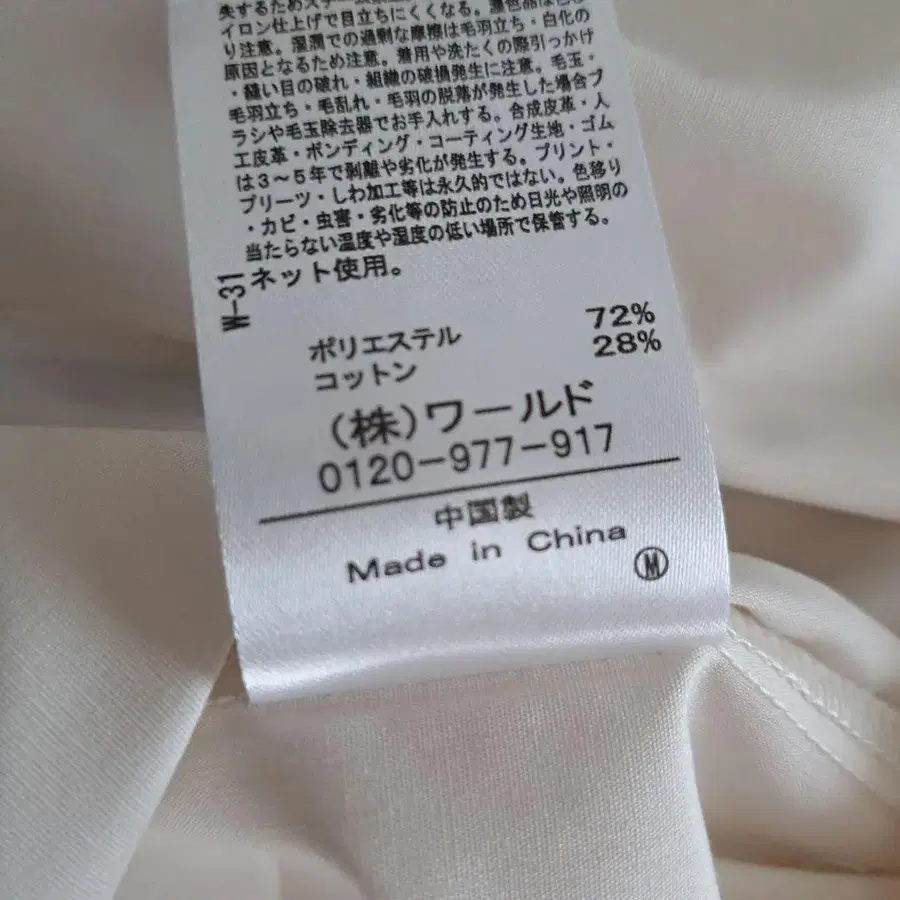 失するためスチーム
イロン仕上げで目立ちにくくなる。濃色品は色
り注意。湿潤での過剰な摩擦は毛羽立ち・白化の
原因となるため注意。着用や洗たくの際引っかけ
・縫い目の破れ・組織の破損発生に注意。毛玉・
毛羽立ち・毛乱れ・毛羽の脱落が発生した場合ブ
ラシや毛玉除去器でお手入れする。合成皮革・人
工皮革・ボンディング・コーティング生地・ゴム
は3〜5年で剥離や劣化が発生する。プリント・
プリーツ・しわ加工等は永久的ではない。色移り
・カビ・虫害・劣化等の防止のため日光や照明の
当たらない温度や湿度の低い場所で保管する。
ネット使用。
W-31
ポリエステル 72%
コットン 28%
(株)ワールド
0120-977-917
中国製
Made in China
M